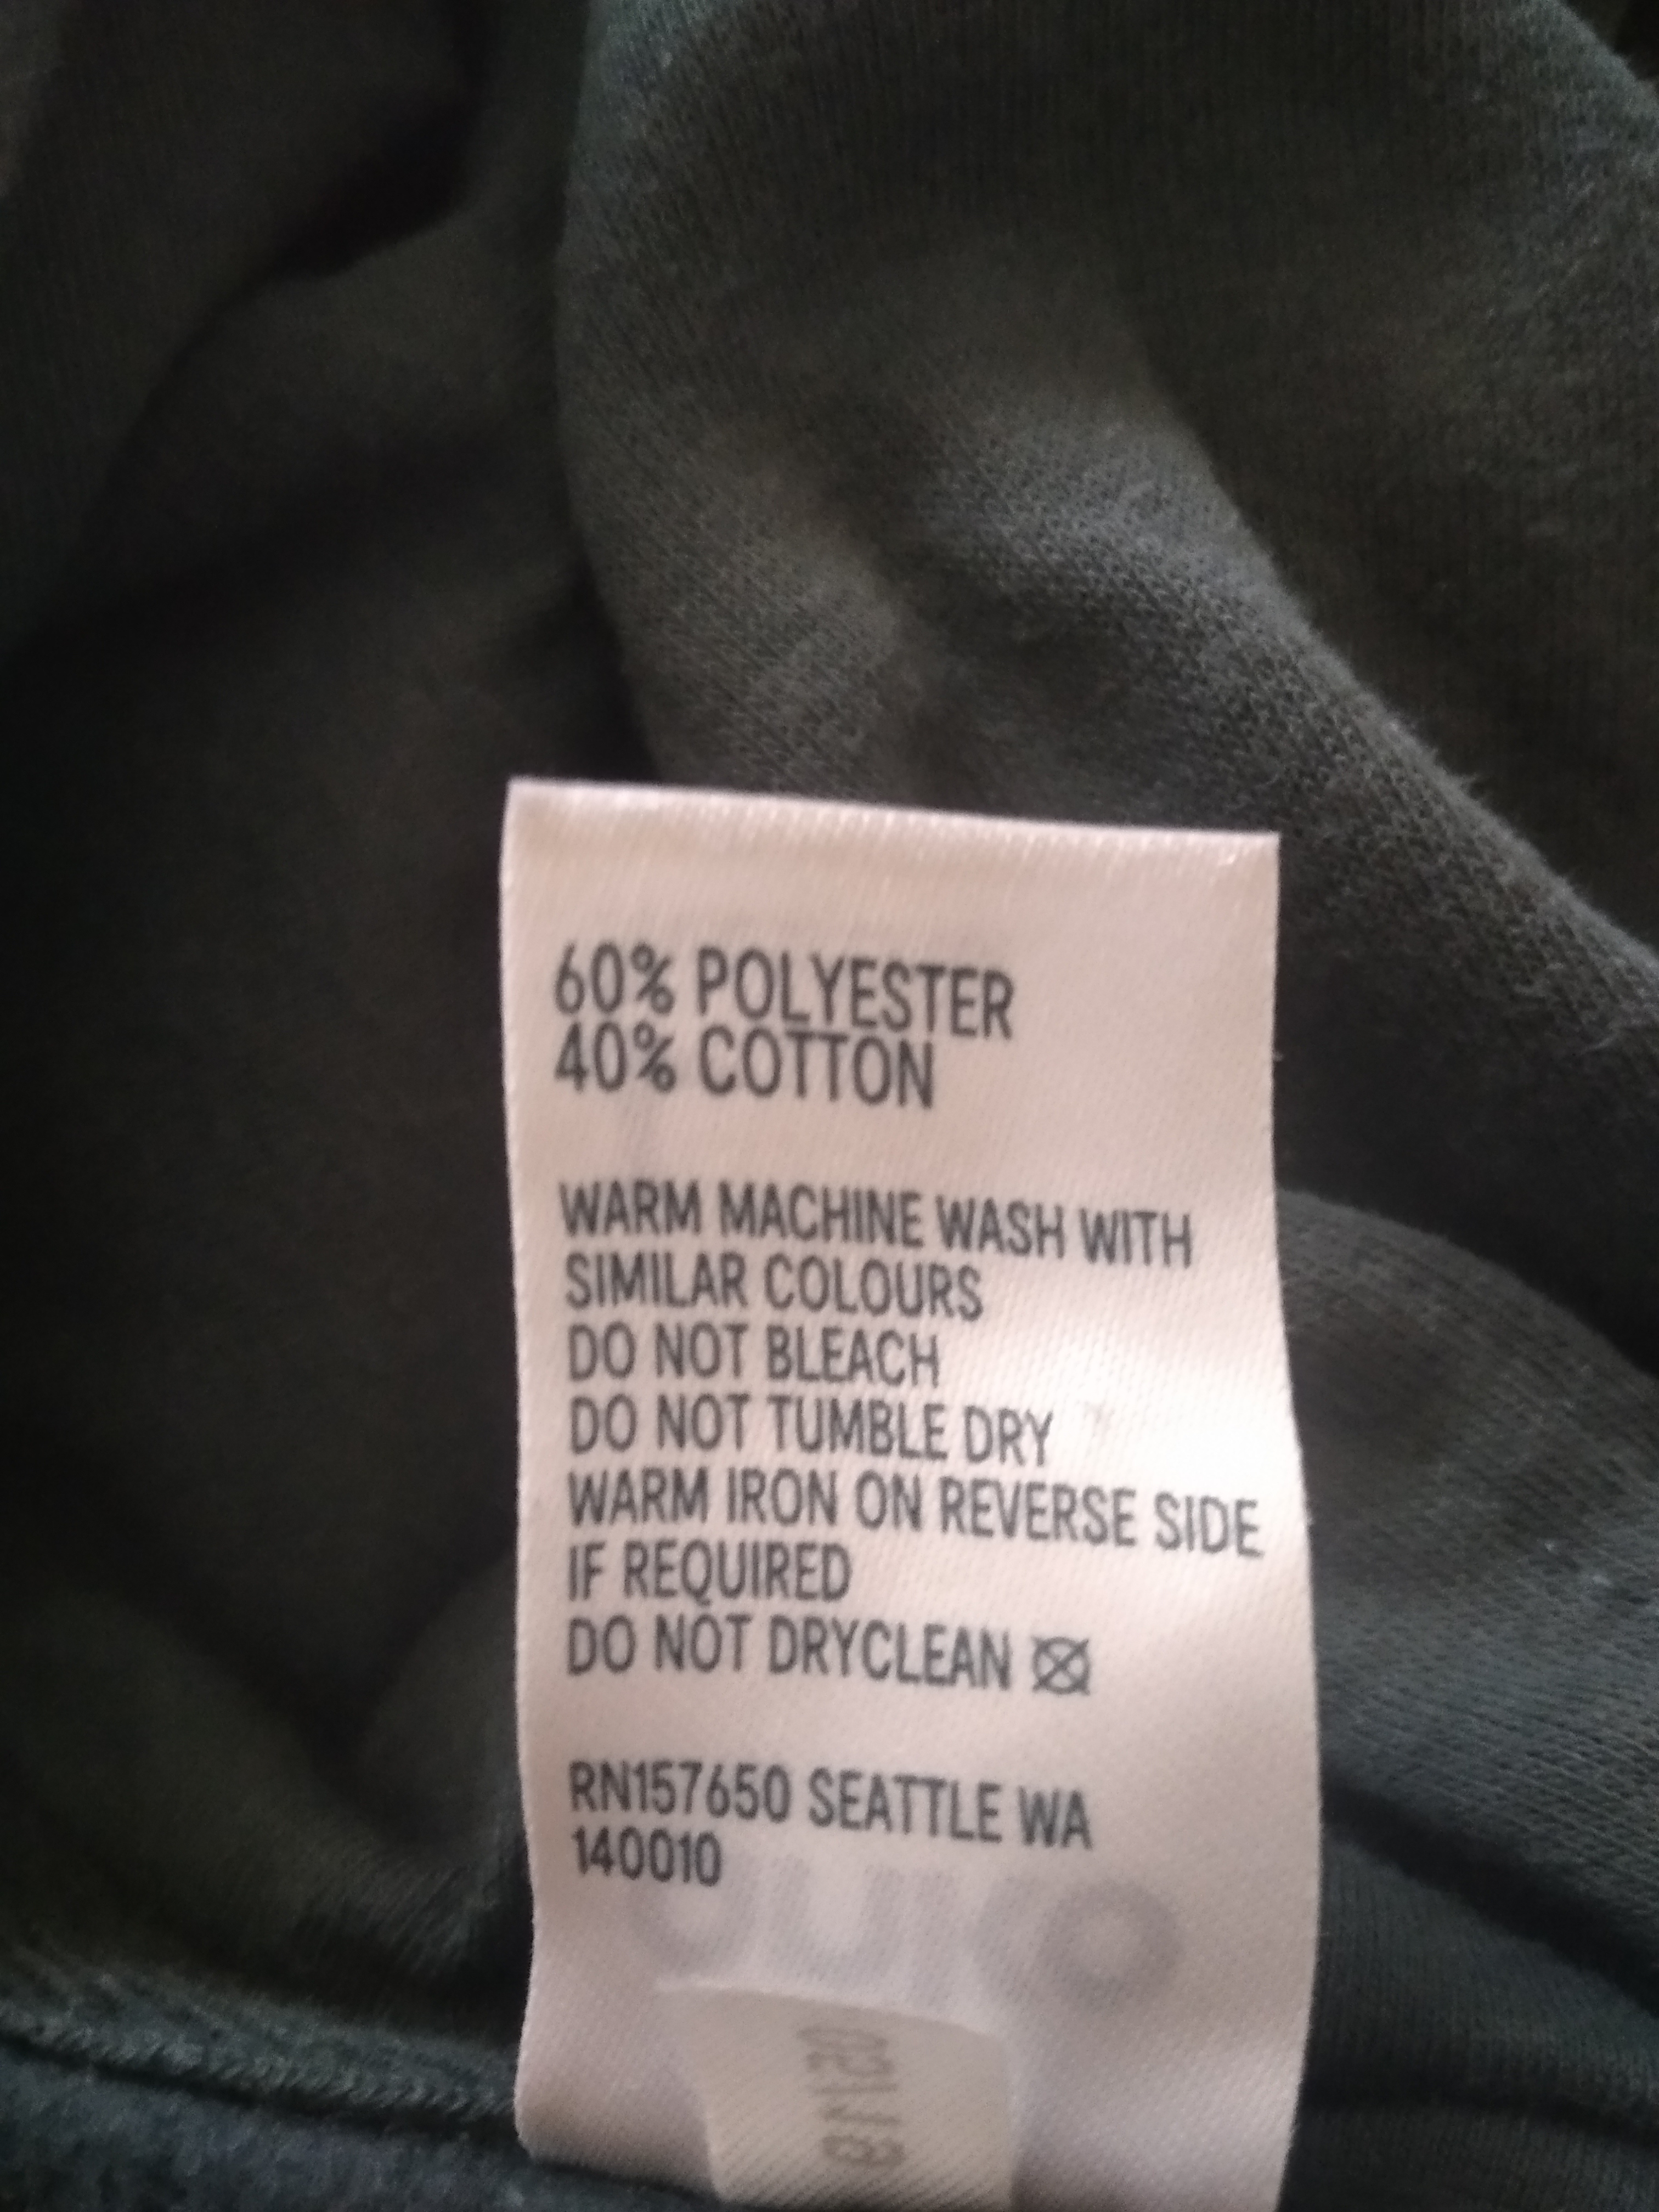 60% POLYESTER
40% COTTON
WARM MACHINE WASH WITH
SIMILAR COLOURS
DO NOT BLEACH
DO NOT TUMBLE DRY
WARM IRON ON REVERSE SIDE
IF REQUIRED
DO NOT DRYCLEAN
RN157650 SEATTLE WA
140010